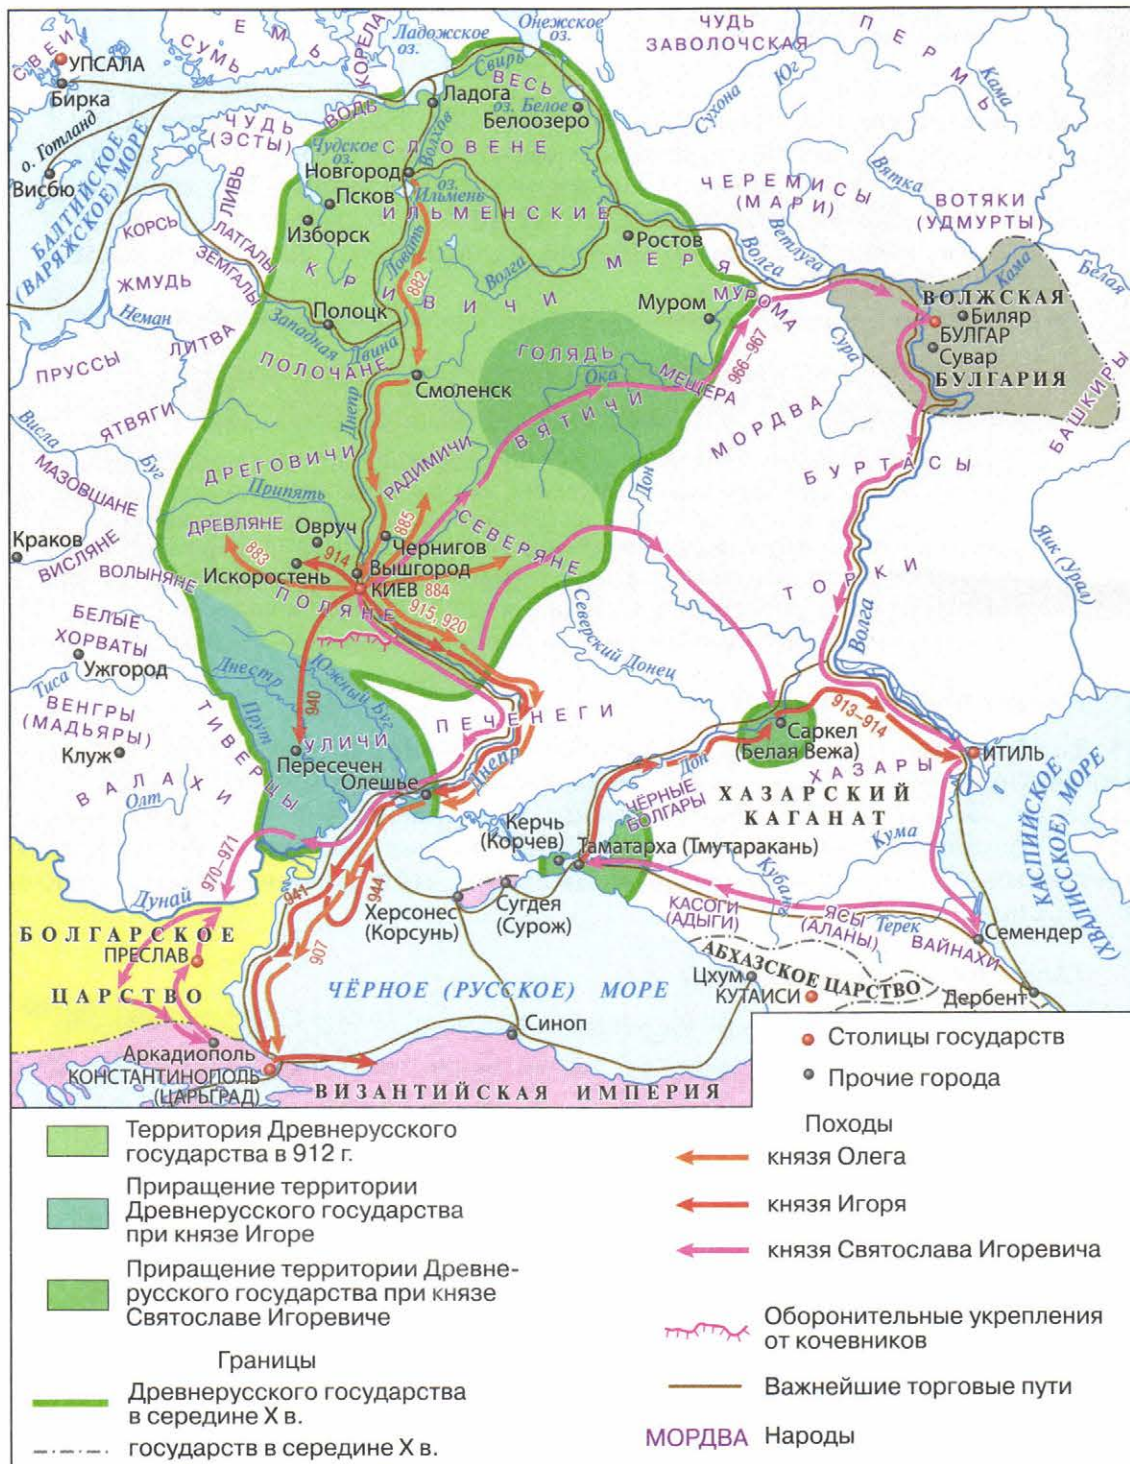 СВЕИ
УПСАЛА
Бирка
о. Готланд
Висбю
БАЛТИЙСКОЕ
(ВАРЯЖСКОЕ) МОРЕ
ЕМЬ
СУМЬ
КОРЕЛА
Ладожское
оз.
Онежское
оз.
Свирь
ВЕСЬ
оз. Белое
Белоозеро
ЧУДЬ
ЗАВОЛОЧСКАЯ
ПЕРМЬ
Юг
Сухона
Кама
Вятка
ВОДЬ
Ладога
Волхов
ЧУДЬ
(ЭСТЫ)
Чудское
оз.
СЛОВЕНЕ
Новгород
оз.
Ильмень
Псков
ИЛЬМЕНСКИЕ
Изборск
ЧЕРЕМИСЫ
(МАРИ)
ВОТЯКИ
(УДМУРТЫ)
ЛИВЬ
КОРСЬ
ЛАТГАЛЫ
ЗЕМГАЛЫ
Ростов
МЕРЯ
Волга
Ветлуга
Кама
Белая
КРИВИЧИ
Ловать
882
Волга
ЖМУДЬ
Неман
Полоцк
Западная Двина
Муром
МУРОМА
ВОЛЖСКАЯ
Биляр
БУЛГАР
Сувар
БУЛГАРИЯ
Сура
ЛИТВА
ПРУССЫ
ПОЛОЧАНЕ
ГОЛЯДЬ
Ока
МЕЩЕРА
966–967
Смоленск
Днепр
ВЯТИЧИ
МОРДВА
БАШКИРЫ
ЯТВЯГИ
Висла
Буг
ДРЕГОВИЧИ
РАДИМИЧИ
БУРТАСЫ
Дон
МАЗОВШАНЕ
Припять
Краков
ВИСЛЯНЕ
ДРЕВЛЯНЕ
Овруч
885
СЕВЕРЯНЕ
Чернигов
883
914
Вышгород
Искоростень
КИЕВ
884
ВОЛЫНЯНЕ
ПОЛЯНЕ
915, 920
ТОРКИ
Яик (Урал)
Волга
БЕЛЫЕ
ХОРВАТЫ
Ужгород
Тиса
Северский Донец
Днестр
Южный Буг
940
ВЕНГРЫ
(МАДЬЯРЫ)
Клуж
Прут
ТИВЕРЦЫ
УЛИЧИ
Пересечен
ПЕЧЕНЕГИ
Олешье
Днепр
Саркел
(Белая Вежа)
913–914
ИТИЛЬ
Дон
ХАЗАРЫ
ХАЗАРСКИЙ
КАГАНАТ
ВАЛАХИ
Олт
ЧЁРНЫЕ
БОЛГАРЫ
Керчь
(Корчев)
Таматарха (Тмутаракань)
Кума
КАСПИЙСКОЕ
(ХВАЛИССКОЕ) МОРЕ
970–971
Дунай
941
944
907
Херсонес
(Корсунь)
Сугдея
(Сурож)
Кубань
КАСОГИ
(АДЫГИ)
ЯСЫ
(АЛАНЫ)
Терек
ВАЙНАХИ
Семендер
БОЛГАРСКОЕ
ПРЕСЛАВ
ЦАРСТВО
АБХАЗСКОЕ ЦАРСТВО
Цхум
КУТАИСИ
Дербент
ЧЁРНОЕ (РУССКОЕ) МОРЕ
Синоп
Аркадиополь
КОНСТАНТИНОПОЛЬ
(ЦАРЬГРАД)
ВИЗАНТИЙСКАЯ ИМПЕРИЯ
Столицы государств
Прочие города
Территория Древнерусского
государства в 912 г.
Приращение территории
Древнерусского государства
при князе Игоре
Приращение территории Древне-
русского государства при князе
Святославе Игоревиче
Границы
Древнерусского государства
в середине X в.
государств в середине X в.
Походы
князя Олега
князя Игоря
князя Святослава Игоревича
Оборонительные укрепления
от кочевников
Важнейшие торговые пути
МОРДВА Народы